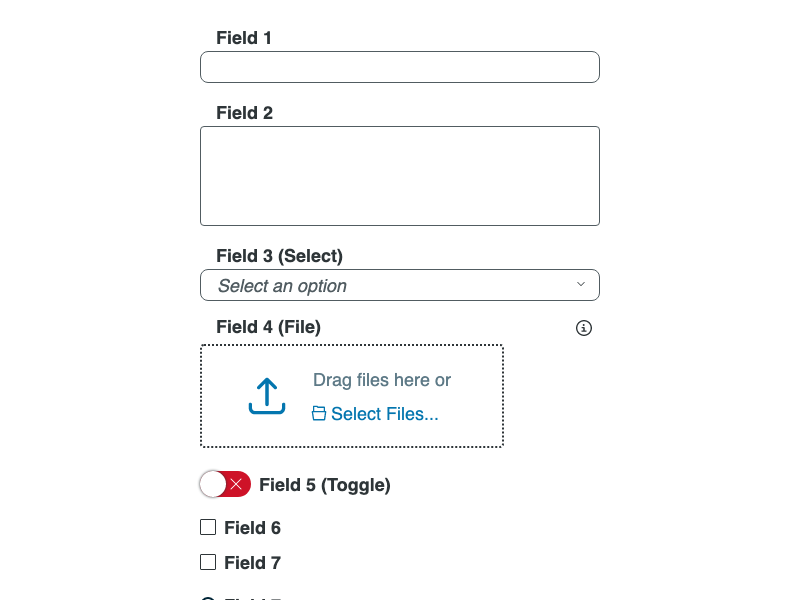 Field 1
Field 2
Field 3 (Select)
Select an option
Field 4 (File)
Drag files here or
Select Files...
Field 5 (Toggle)
Field 6
Field 7